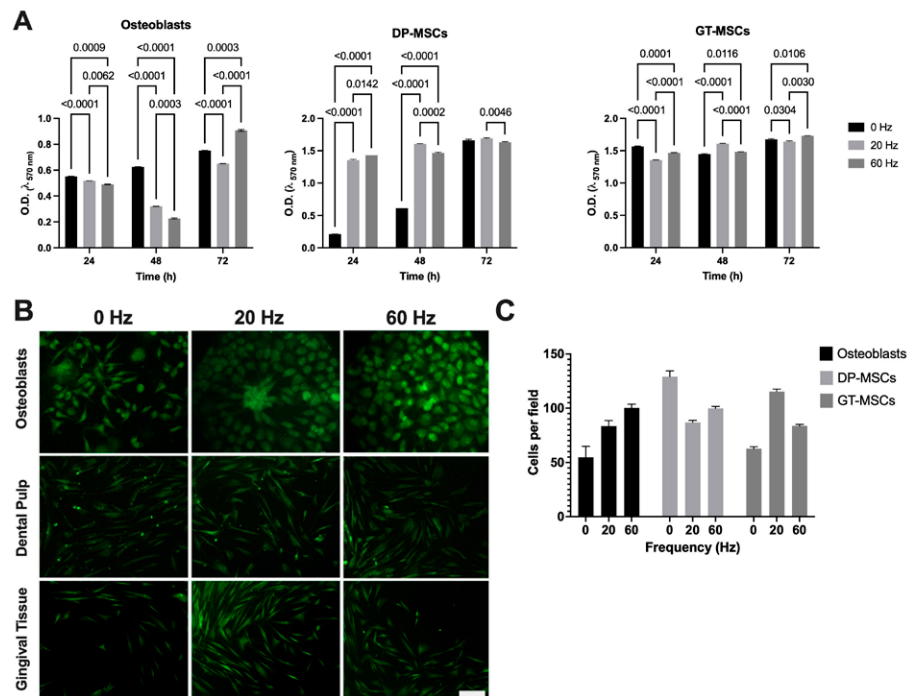 A
Osteoblasts
0.0009
<0.0001
0.0003
0.0062
<0.0001
<0.0001
<0.0001
0.0003
<0.0001
1.0
0.8
0.6
0.4
0.2
0.0
O.D. (λ 570 nm)
24
48
72
Time (h)
DP-MSCs
<0.0001
<0.0001
0.0142
<0.0001
<0.0001
0.0002
0.0046
2.0
1.5
1.0
0.5
0.0
O.D. (λ 570 nm)
24
48
72
Time (h)
GT-MSCs
0.0001
0.0116
0.0106
<0.0001
<0.0001
0.0030
<0.0001
<0.0001
0.0304
2.0
1.5
1.0
0.5
0.0
O.D. (λ 570 nm)
24
48
72
Time (h)
0 Hz
20 Hz
60 Hz
B
0 Hz
20 Hz
60 Hz
Osteoblasts
Dental Pulp
Gingival Tissue
C
150
100
50
0
Cells per field
0 20 60
0 20 60
0 20 60
Frequency (Hz)
Osteoblasts
DP-MSCs
GT-MSCs